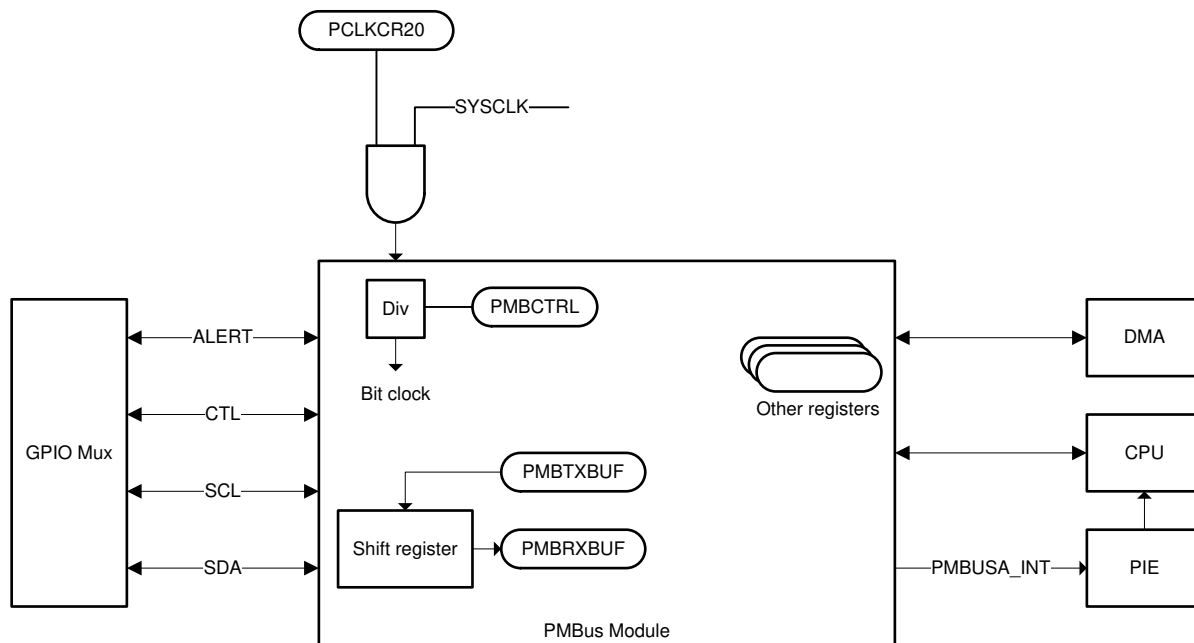 PCLKCR20
SYSCLK
Div
PMBCTRL
ALERT
DMA
Bit clock
Other registers
CTL
GPIO Mux
CPU
PMBTXBUF
SCL
Shift register
PMBRXBUF
SDA
PMBUSA_INT
PIE
PMBus Module